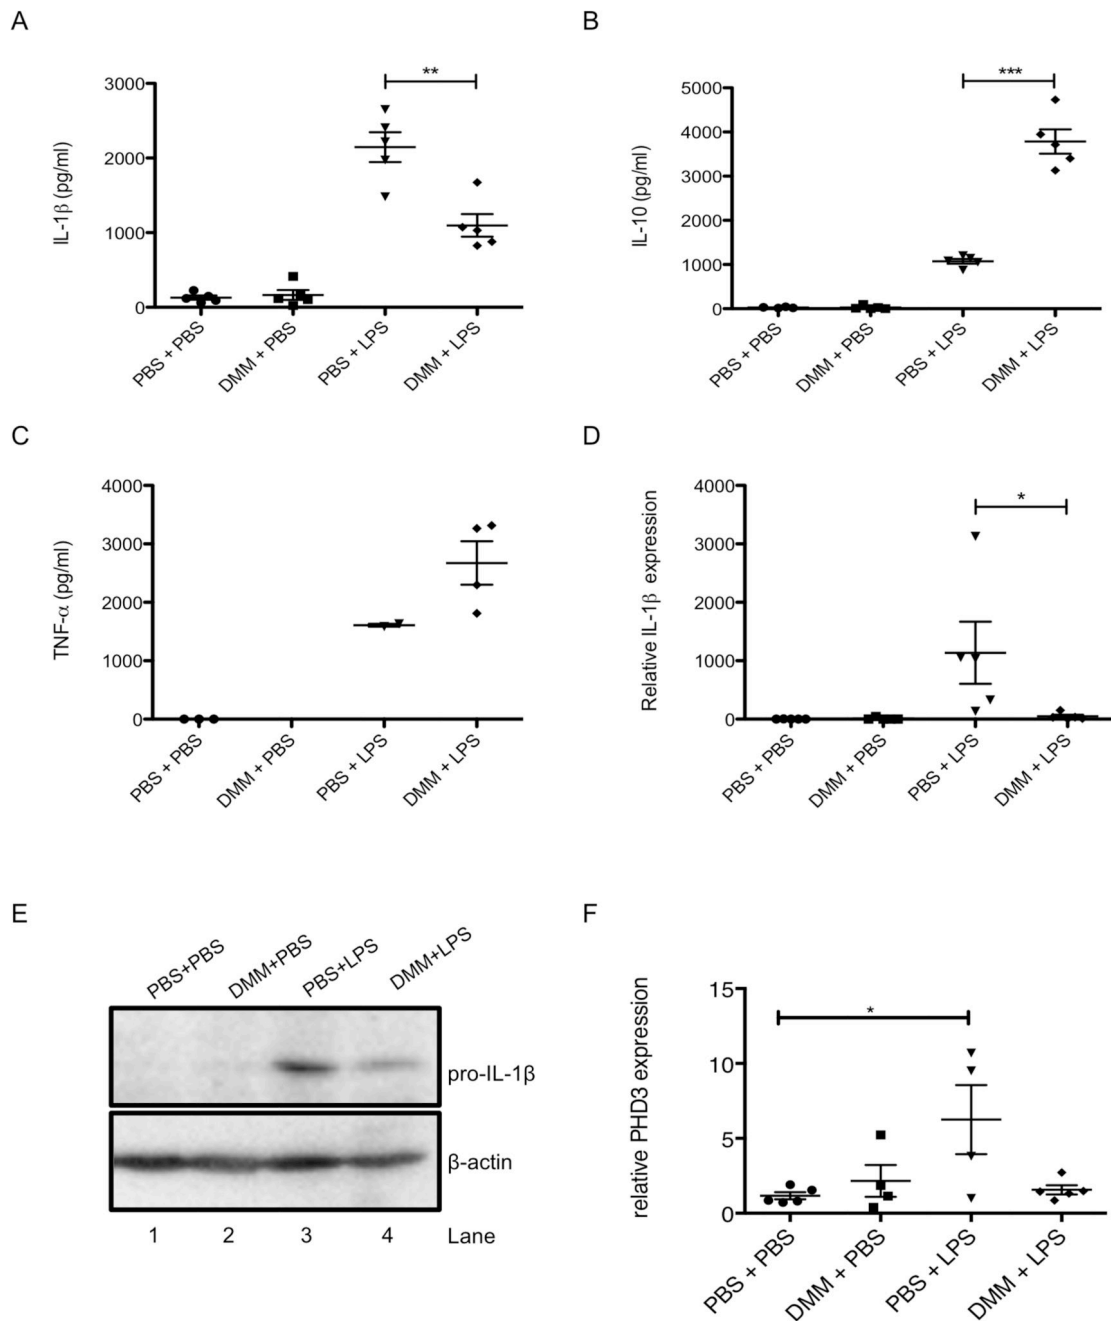 A
IL-1β (pg/ml)
3000
2000
1000
0
**
PBS + PBS
DMM + PBS
PBS + LPS
DMM + LPS
B
IL-10 (pg/ml)
5000
4000
3000
2000
1000
0
***
PBS + PBS
DMM + PBS
PBS + LPS
DMM + LPS
C
TNF-α (pg/ml)
4000
3000
2000
1000
0
PBS + PBS
DMM + PBS
PBS + LPS
DMM + LPS
D
Relative IL-1β expression
4000
3000
2000
1000
0
*
PBS + PBS
DMM + PBS
PBS + LPS
DMM + LPS
E
PBS+PBS
DMM+PBS
PBS+LPS
DMM+LPS
pro-IL-1β
β-actin
1 2 3 4 Lane
F
relative PHD3 expression
15
10
5
0
*
PBS + PBS
DMM + PBS
PBS + LPS
DMM + LPS